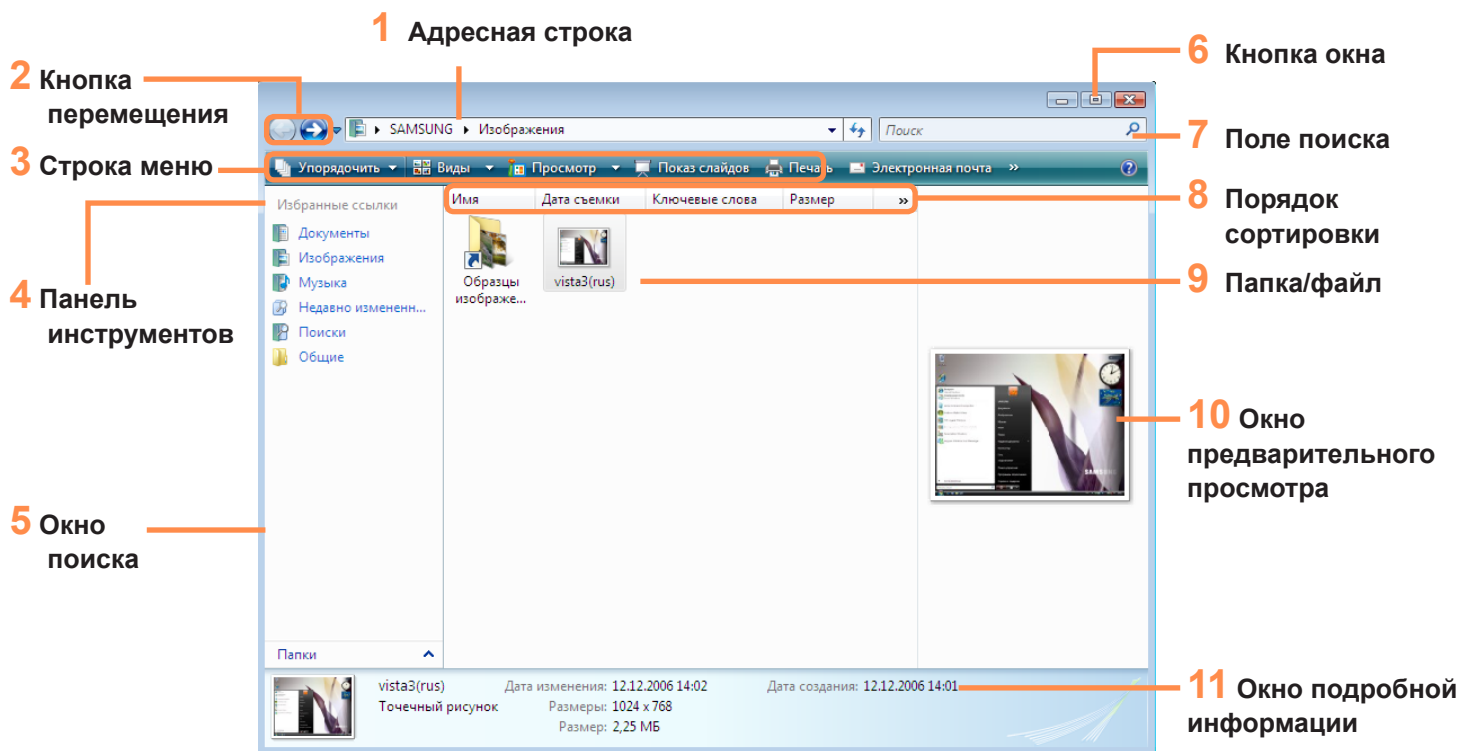 1 Адресная строка
2 Кнопка
перемещения
3 Строка меню
4 Панель
инструментов
5 Окно
поиска
6 Кнопка окна
7 Поле поиска
8 Порядок
сортировки
9 Папка/файл
10 Окно
предварительного
просмотра
11 Окно подробной
информации
SAMSUNG Изображения
Поиск
Упорядочить Виды Просмотр Показ слайдов Печать Электронная почта »
Избранные ссылки
Документы
Изображения
Музыка
Недавно измененн...
Поиски
Общие
Папки
Имя Дата съемки Ключевые слова Размер »
Образцы
изображе...
vista3(rus)
SAMSUNG
vista3(rus) Дата изменения: 12.12.2006 14:02 Дата создания: 12.12.2006 14:01
Точечный рисунок Размеры: 1024 x 768
Размер: 2,25 МБ